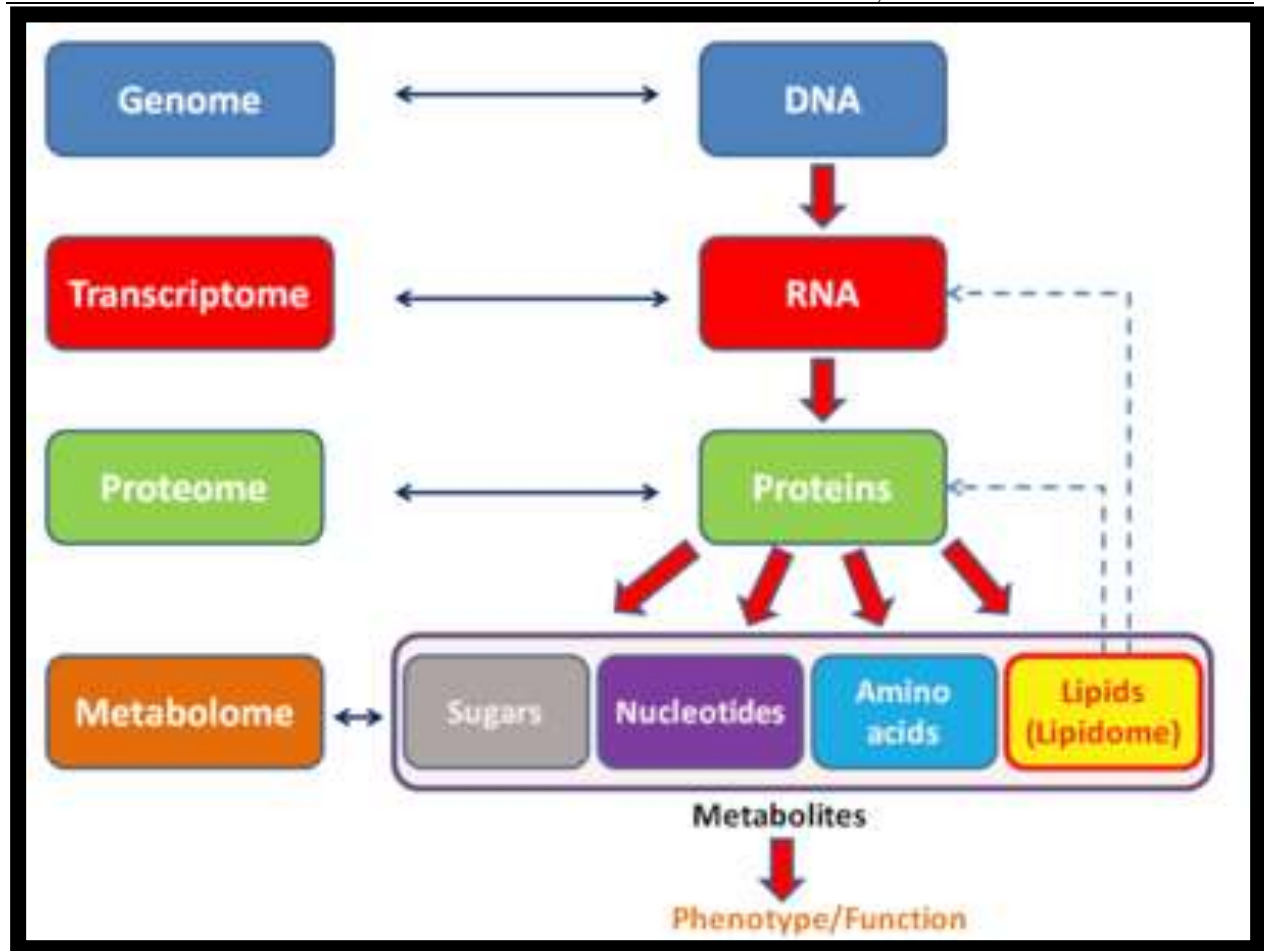 Genome
DNA
Transcriptome
RNA
Proteome
Proteins
Metabolome
Sugars
Nucleotides
Amino
acids
Lipids
(Lipidome)
Metabolites
Phenotype/Function